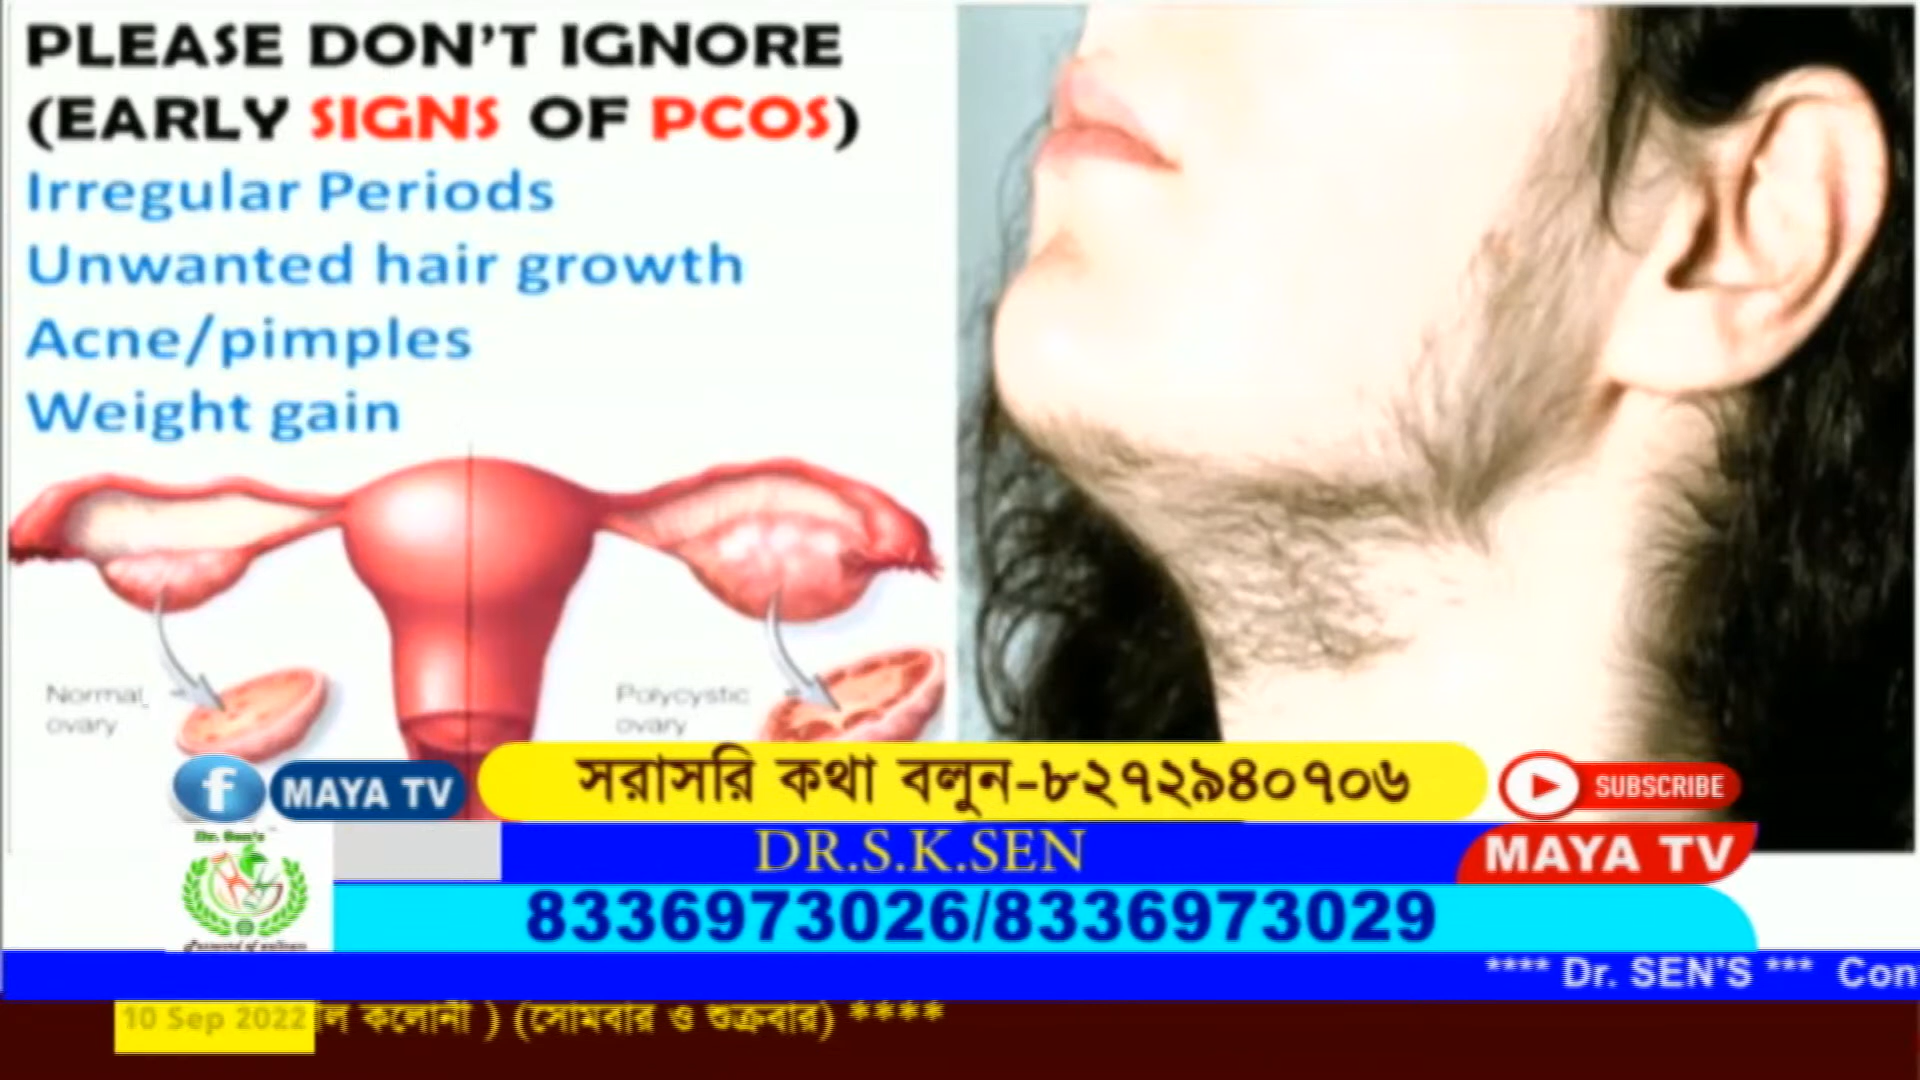 PLEASE DON'T IGNORE
(EARLY SIGNS OF PCOS)
Irregular Periods
Unwanted hair growth
Acne/pimples
Weight gain
Normal
ovary
Polycystic
ovary
f MAYA TV
সরাসরি কথা বলুন-৮২৭২৯৪০৭০৬
SUBSCRIBE
Dr. Sen's
DR.S.K.SEN
MAYA TV
8336973026/8336973029
**** Dr. SEN'S *** Con
10 Sep 2022
কলোনী ) (সোমবার ও শুক্রবার) ****